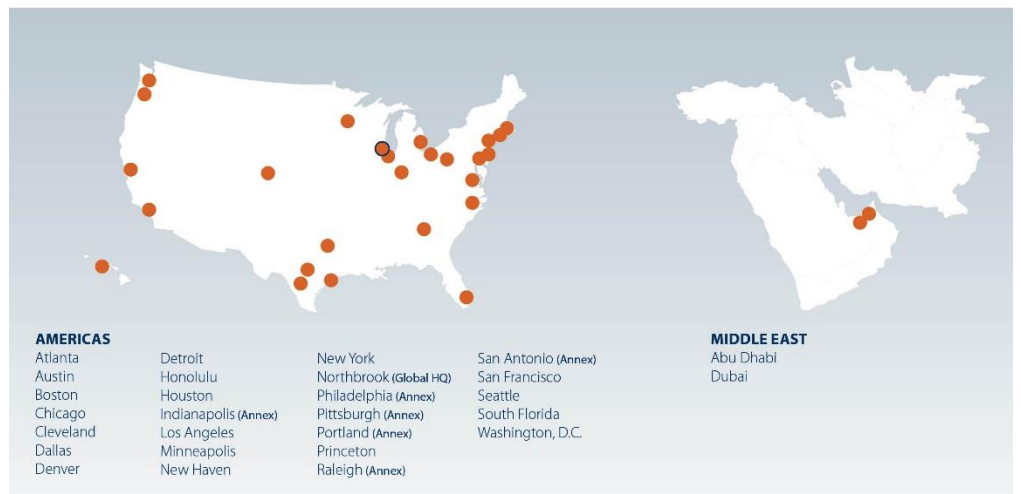 AMERICAS
Atlanta
Austin
Boston
Chicago
Cleveland
Dallas
Denver
Detroit
Honolulu
Houston
Indianapolis (Annex)
Los Angeles
Minneapolis
New Haven
New York
Northbrook (Global HQ)
Philadelphia (Annex)
Pittsburgh (Annex)
Portland (Annex)
Princeton
Raleigh (Annex)
San Antonio (Annex)
San Francisco
Seattle
South Florida
Washington, D.C.
MIDDLE EAST
Abu Dhabi
Dubai